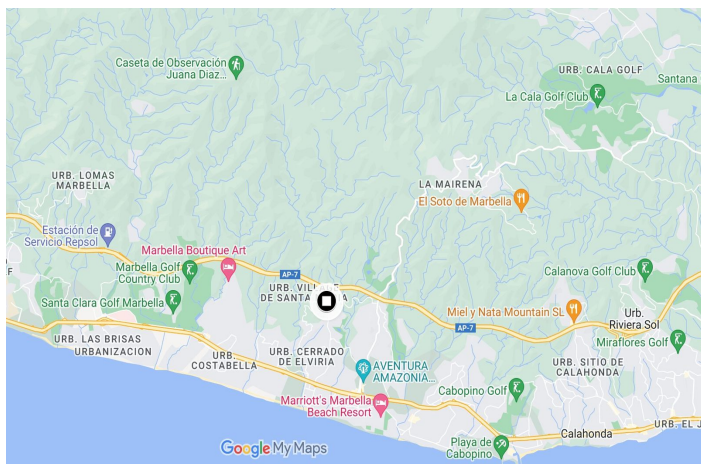 Caseta de Observación
Juana Díaz...
URB. CALA GOLF
Santana
La Cala Golf Club
URB. LOMAS
MARBELLA
LA MAIRENA
El Soto de Marbella
Estación de
Servicio Repsol
Marbella Boutique Art
Marbella Golf
Country Club
AP-7
Calanova Golf Club
URB.
DE SANTA
Santa Clara Golf Marbella
Miel y Nata Mountain SL
Urb.
Riviera Sol
AP-7
Miraflores Golf
URB. LAS BRISAS
URBANIZACION
URB.
COSTABELLA
URB. CERRADO
DE ELVIRIA
AVENTURA
AMAZONIA...
URB. SITIO DE
CALAHONDA
Cabopino Golf
Marriott's Marbella
Beach Resort
Calahonda
URB. EL J
Playa de
Cabopino
Google My Maps